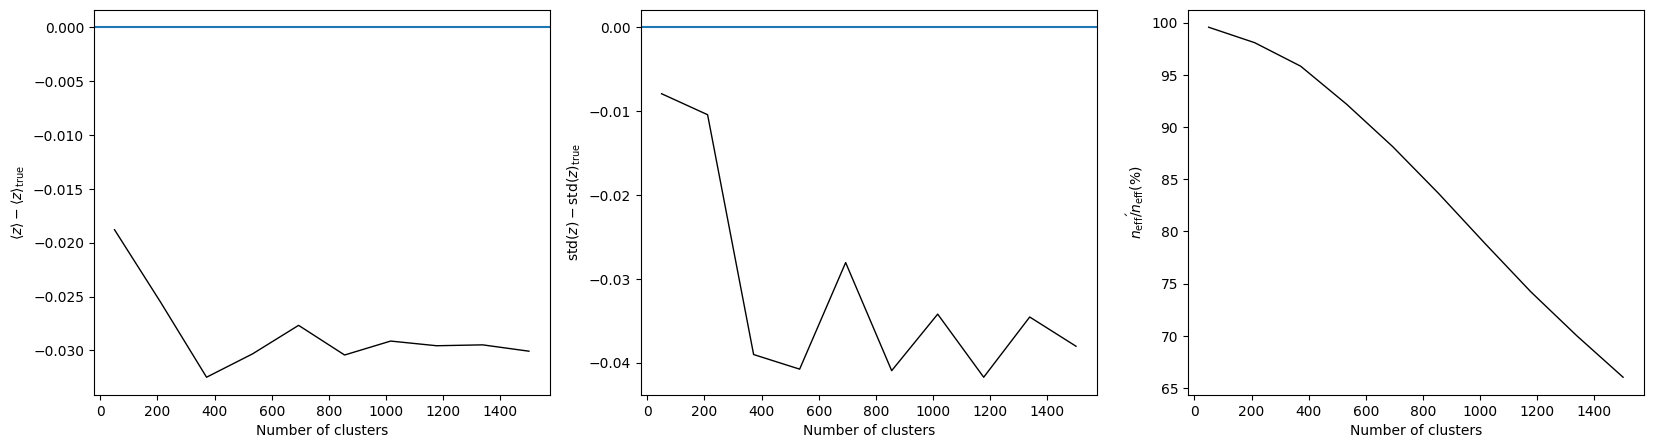 0.000
−0.005
−0.010
−0.015
−0.020
−0.025
−0.030
⟨z⟩ − ⟨z⟩true
0 200 400 600 800 1000 1200 1400
Number of clusters
0.00
−0.01
−0.02
−0.03
−0.04
std(z) − std(z)true
0 200 400 600 800 1000 1200 1400
Number of clusters
100
95
90
85
80
75
70
65
n′eff/neff(%)
0 200 400 600 800 1000 1200 1400
Number of clusters